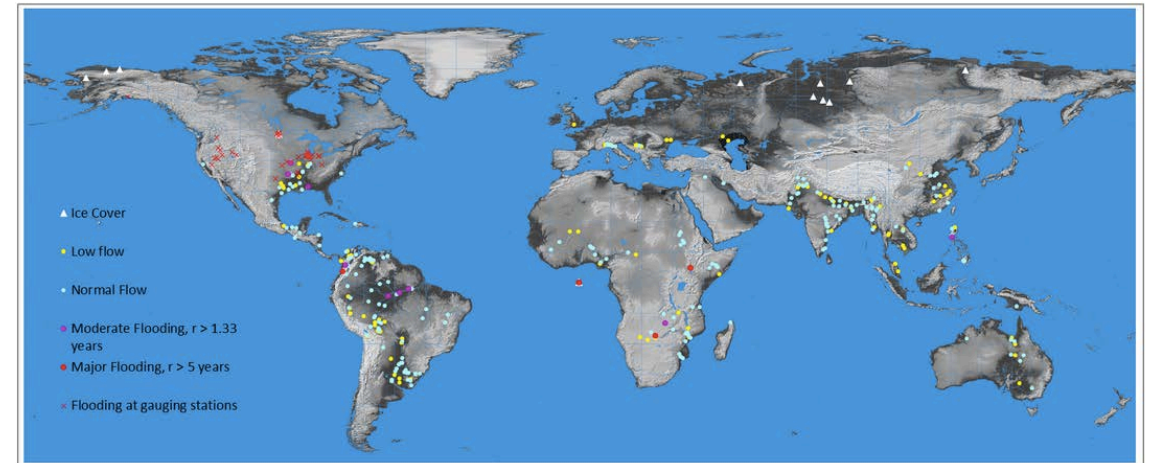 Ice Cover
Low flow
Normal Flow
Moderate Flooding, r > 1.33
years
Major Flooding, r > 5 years
Flooding at gauging stations